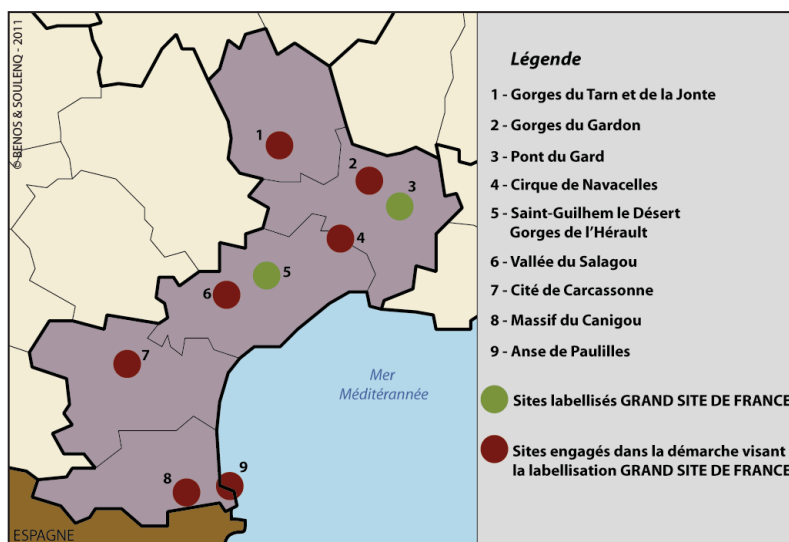 © BENOS & SOULENQ - 2011
1
2
3
4
5
6
7
8
9
Mer
Méditérannée
ESPAGNE
Légende
1 - Gorges du Tarn et de la Jonte
2 - Gorges du Gardon
3 - Pont du Gard
4 - Cirque de Navacelles
5 - Saint-Guilhem le Désert
Gorges de l'Hérault
6 - Vallée du Salagou
7 - Cité de Carcassonne
8 - Massif du Canigou
9 - Anse de Paulilles
Sites labellisés GRAND SITE DE FRANCE
Sites engagés dans la démarche visant
la labellisation GRAND SITE DE FRANCE